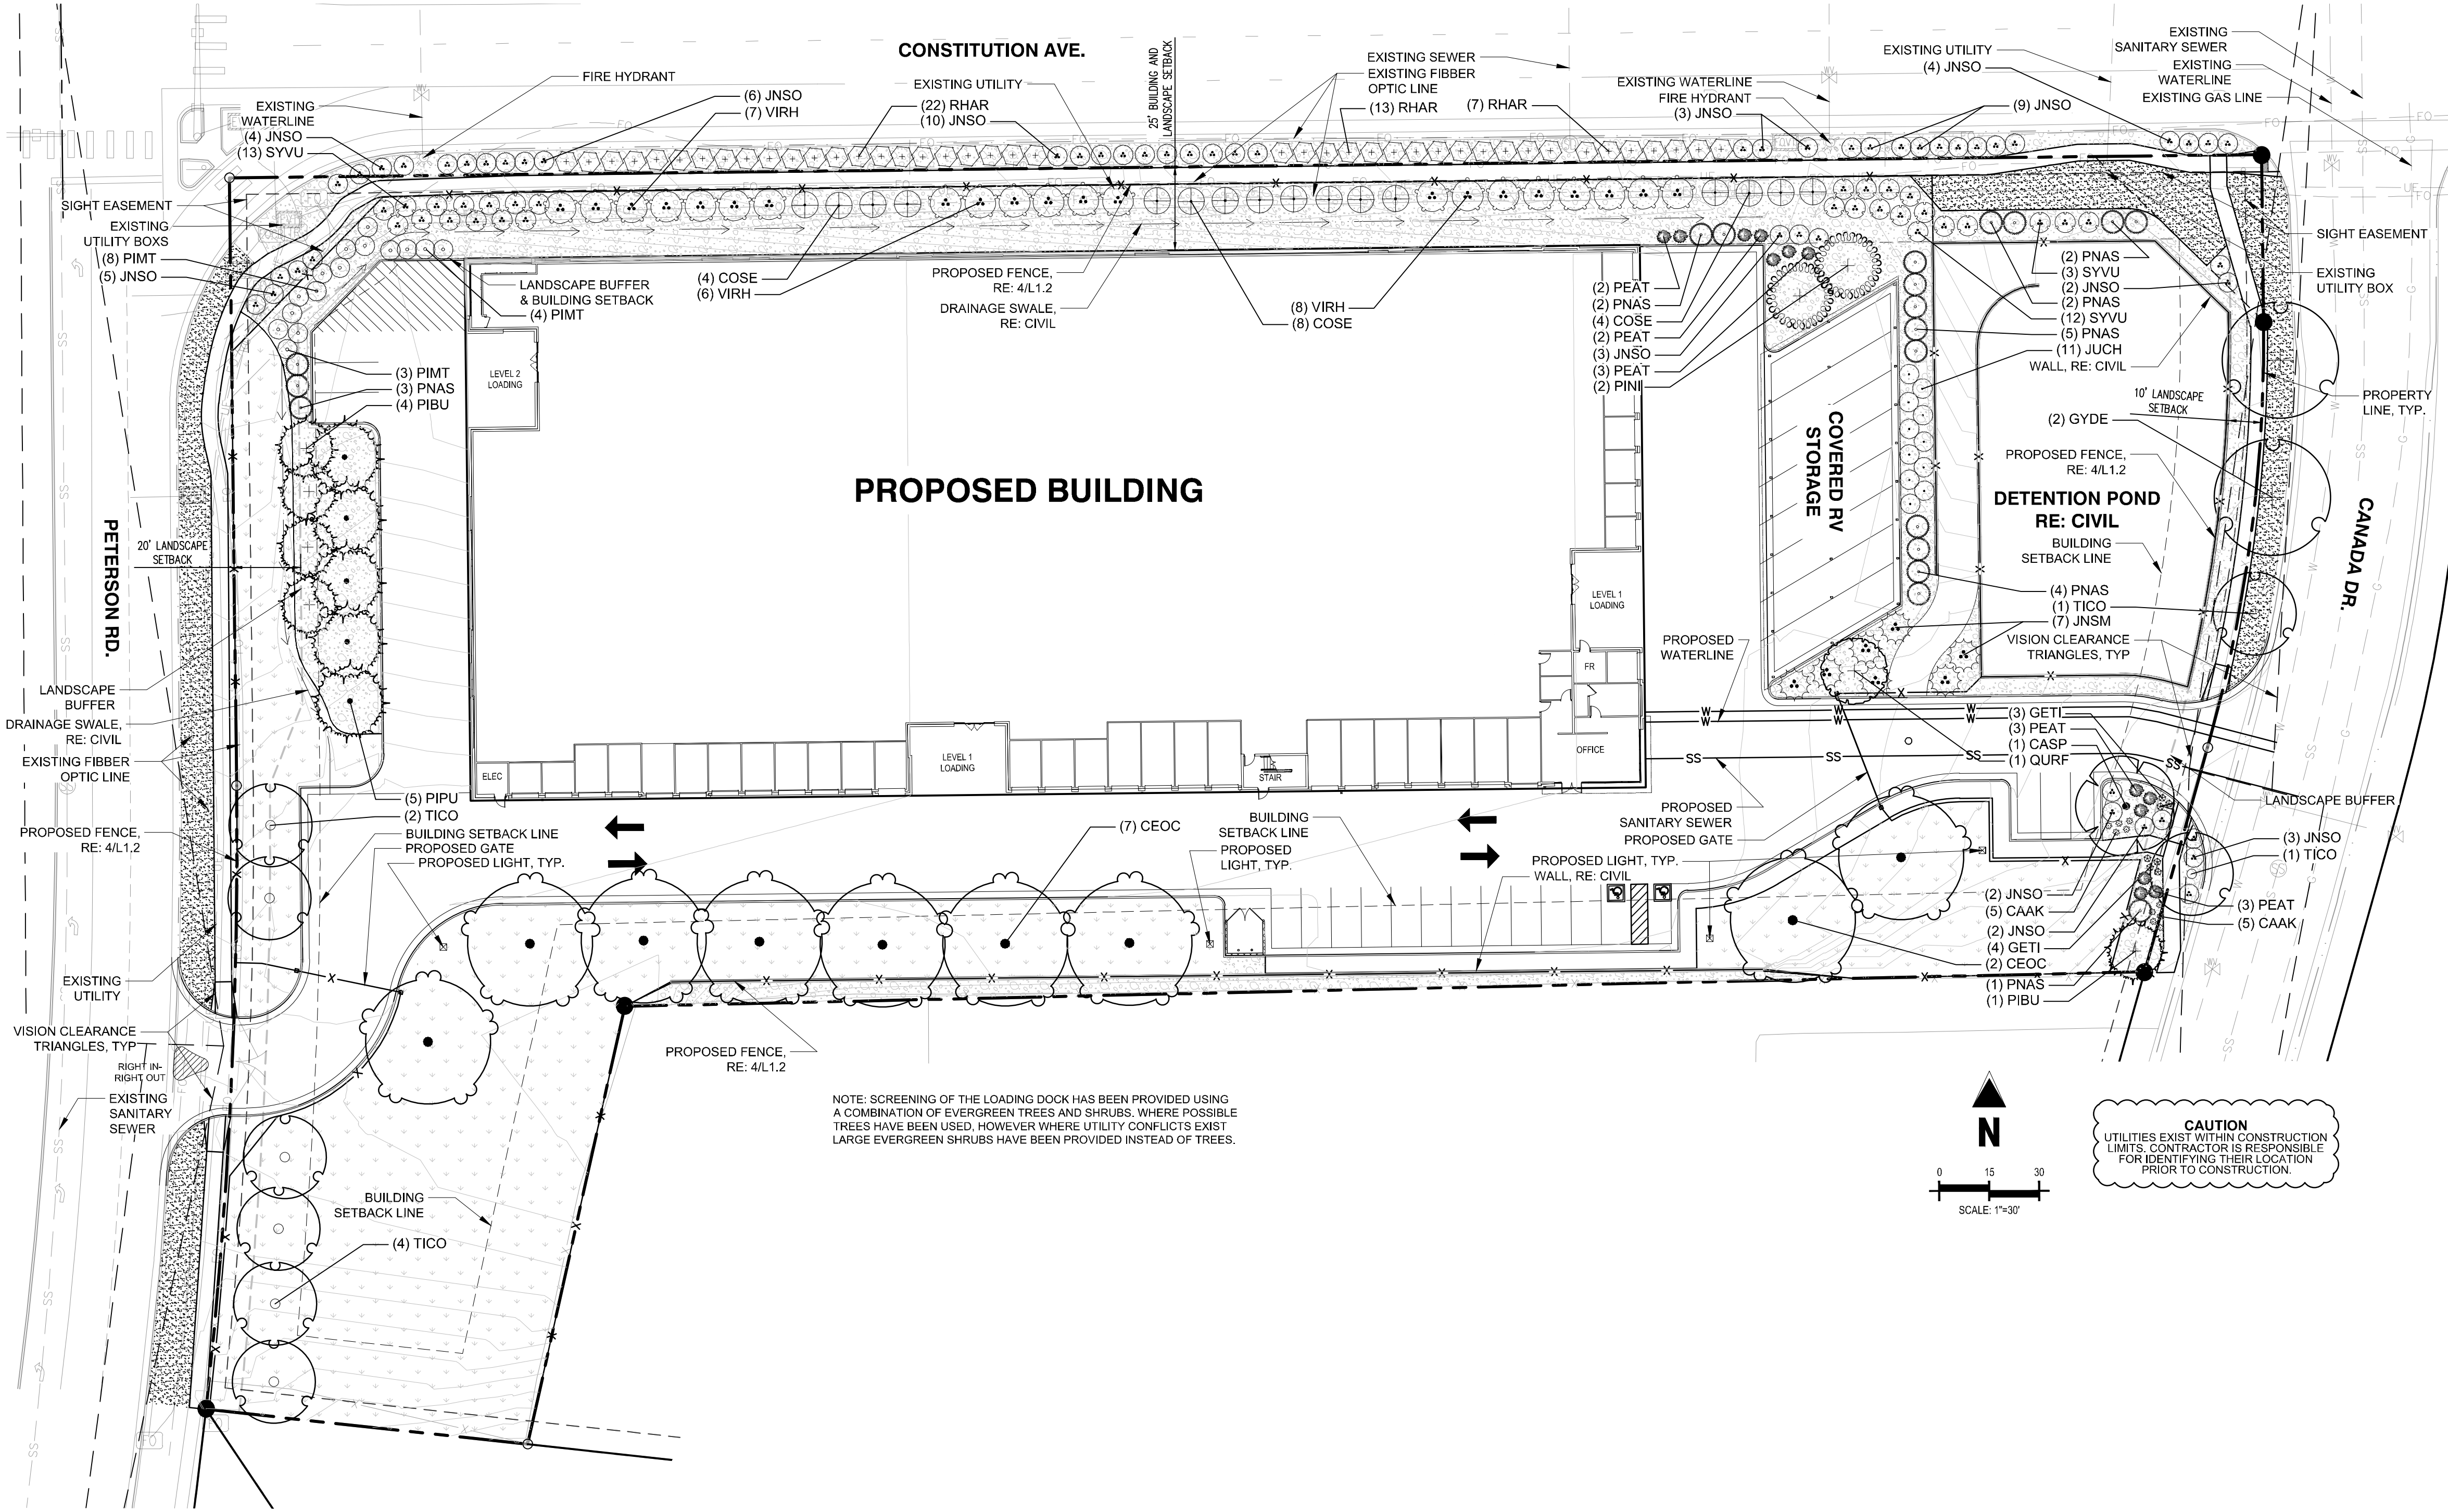 CONSTITUTION AVE.
FIRE HYDRANT
EXISTING
WATERLINE
(4) JNSO
(13) SYVU
(6) JNSO
(7) VIRH
EXISTING UTILITY
(22) RHAR
(10) JNSO
25' BUILDING AND
LANDSCAPE SETBACK
EXISTING SEWER
EXISTING FIBBER
OPTIC LINE
(13) RHAR
(7) RHAR
EXISTING WATERLINE
FIRE HYDRANT
(3) JNSO
EXISTING UTILITY
(4) JNSO
(9) JNSO
EXISTING
SANITARY SEWER
EXISTING
WATERLINE
EXISTING GAS LINE
SIGHT EASEMENT
EXISTING
UTILITY BOXS
(8) PIMT
(5) JNSO
LANDSCAPE BUFFER
& BUILDING SETBACK
(4) PIMT
(4) COSE
(6) VIRH
PROPOSED FENCE,
RE: 4/L1.2
DRAINAGE SWALE,
RE: CIVIL
(8) VIRH
(8) COSE
(2) PEAT
(2) PNAS
(4) COSE
(2) PEAT
(3) JNSO
(3) PEAT
(2) PINI
(2) PNAS
(3) SYVU
(2) JNSO
(2) PNAS
(12) SYVU
(5) PNAS
(11) JUCH
WALL, RE: CIVIL
SIGHT EASEMENT
EXISTING
UTILITY BOX
10' LANDSCAPE
SETBACK
PROPERTY
LINE, TYP.
(2) GYDE
PROPOSED FENCE,
RE: 4/L1.2
DETENTION POND
RE: CIVIL
BUILDING
SETBACK LINE
CANADA DR.
(3) PIMT
(3) PNAS
(4) PIBU
LEVEL 2
LOADING
PROPOSED BUILDING
COVERED RV
STORAGE
PETERSON RD.
20' LANDSCAPE
SETBACK
LEVEL 1
LOADING
FR
OFFICE
PROPOSED
WATERLINE
(4) PNAS
(1) TICO
(7) JNSM
VISION CLEARANCE
TRIANGLES, TYP
LANDSCAPE
BUFFER
DRAINAGE SWALE,
RE: CIVIL
EXISTING FIBBER
OPTIC LINE
ELEC
LEVEL 1
LOADING
STAIR
W
W
W
W
W
W
SS
SS
SS
SS
(3) GETI
(3) PEAT
(1) CASP
(1) QURF
(5) PIPU
(2) TICO
BUILDING SETBACK LINE
PROPOSED GATE
PROPOSED LIGHT, TYP.
PROPOSED FENCE,
RE: 4/L1.2
(7) CEOC
BUILDING
SETBACK LINE
PROPOSED
LIGHT, TYP.
PROPOSED
SANITARY SEWER
PROPOSED GATE
PROPOSED LIGHT, TYP.
WALL, RE: CIVIL
LANDSCAPE BUFFER
(3) JNSO
(1) TICO
(2) JNSO
(5) CAAK
(2) JNSO
(4) GETI
(2) CEOC
(1) PNAS
(1) PIBU
(3) PEAT
(5) CAAK
EXISTING
UTILITY
VISION CLEARANCE
TRIANGLES, TYP
RIGHT IN-
RIGHT OUT
EXISTING
SANITARY
SEWER
PROPOSED FENCE,
RE: 4/L1.2
NOTE: SCREENING OF THE LOADING DOCK HAS BEEN PROVIDED USING
A COMBINATION OF EVERGREEN TREES AND SHRUBS. WHERE POSSIBLE
TREES HAVE BEEN USED, HOWEVER WHERE UTILITY CONFLICTS EXIST
LARGE EVERGREEN SHRUBS HAVE BEEN PROVIDED INSTEAD OF TREES.
BUILDING
SETBACK LINE
(4) TICO
N
0 15 30
SCALE: 1"=30'
CAUTION
UTILITIES EXIST WITHIN CONSTRUCTION
LIMITS. CONTRACTOR IS RESPONSIBLE
FOR IDENTIFYING THEIR LOCATION
PRIOR TO CONSTRUCTION.